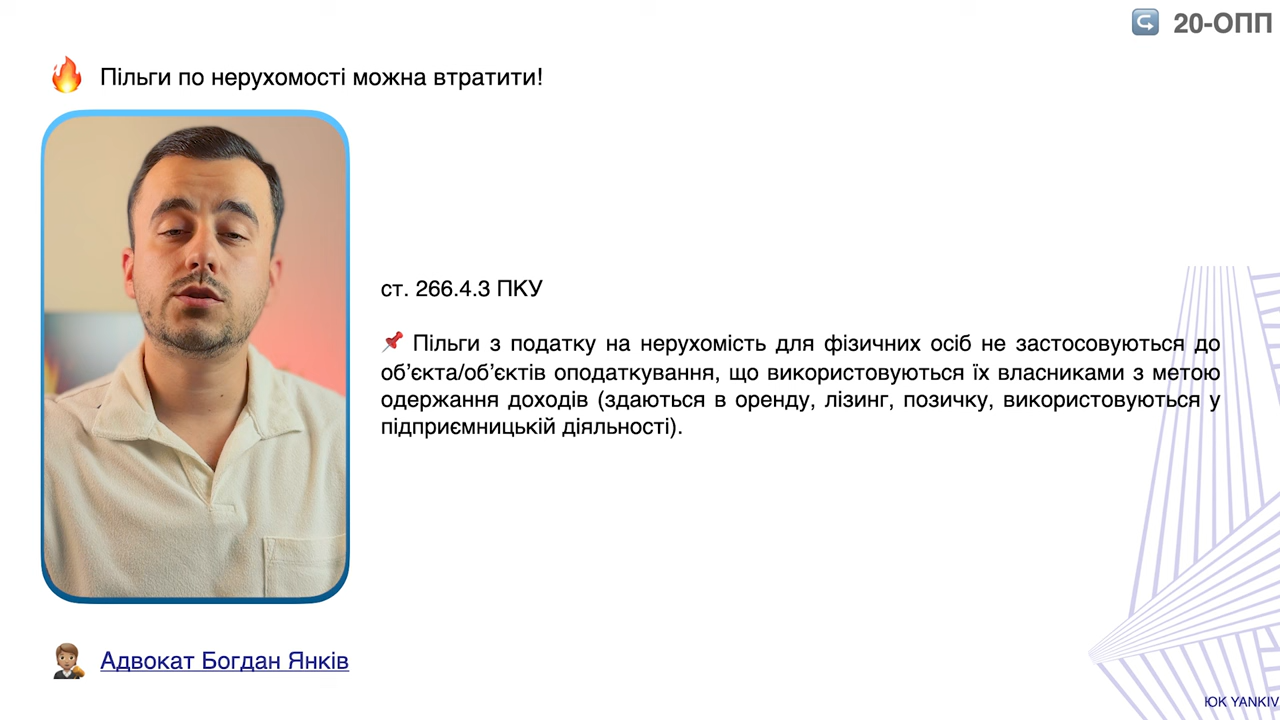 20-ОПП
Пільги по нерухомості можна втратити!
ст. 266.4.3 ПКУ
Пільги з податку на нерухомість для фізичних осіб не застосовуються до
об’єкта/об’єктів оподаткування, що використовуються їх власниками з метою
одержання доходів (здаються в оренду, лізинг, позичку, використовуються у
підприємницькій діяльності).
Адвокат Богдан Янків
ЮК YANKIV